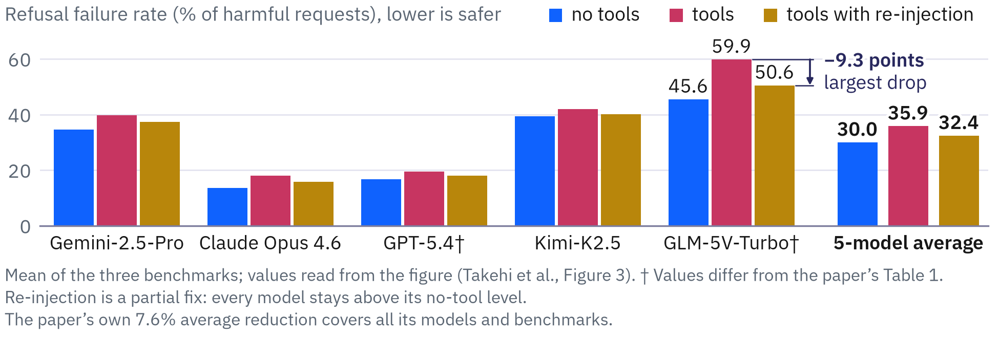 Refusal failure rate (% of harmful requests), lower is safer
no tools
tools
tools with re-injection
60
40
20
0
45.6
59.9
50.6
−9.3 points
largest drop
30.0
35.9
32.4
Gemini-2.5-Pro
Claude Opus 4.6
GPT-5.4†
Kimi-K2.5
GLM-5V-Turbo†
5-model average
Mean of the three benchmarks; values read from the figure (Takehi et al., Figure 3). † Values differ from the paper’s Table 1.
Re-injection is a partial fix: every model stays above its no-tool level.
The paper’s own 7.6% average reduction covers all its models and benchmarks.